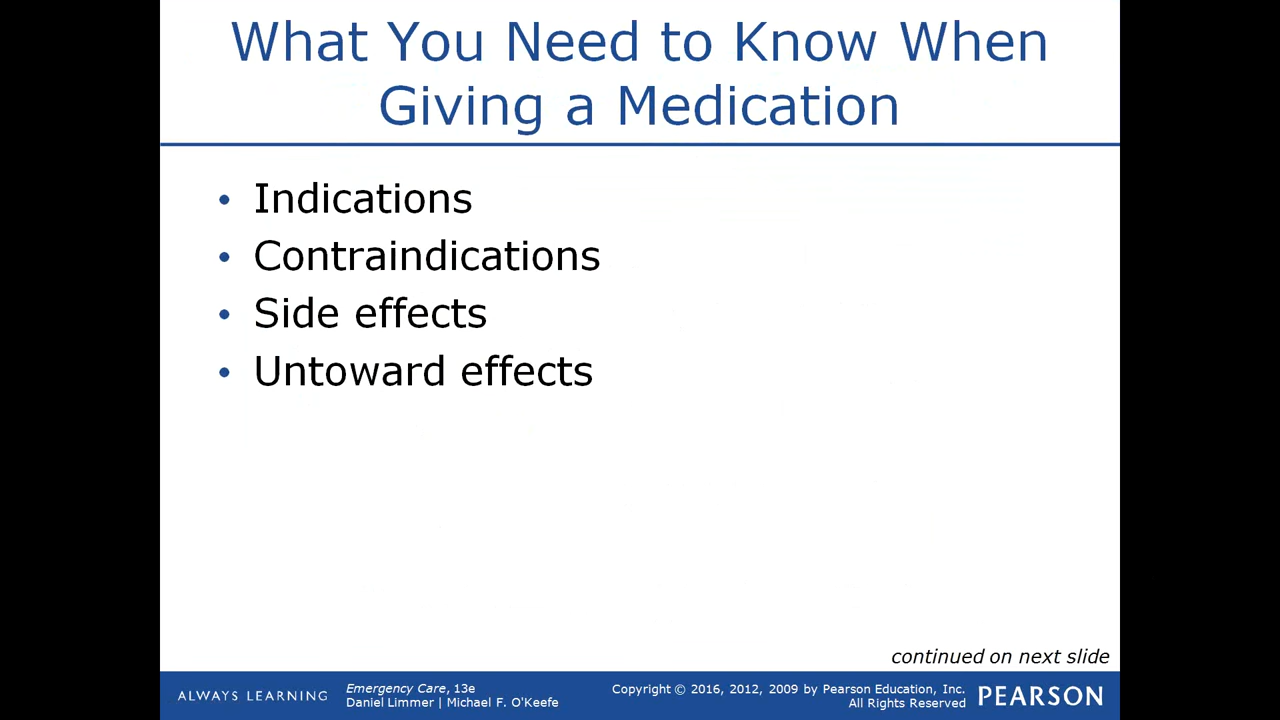 What You Need to Know When
Giving a Medication
• Indications
• Contraindications
• Side effects
• Untoward effects
continued on next slide
ALWAYS LEARNING
Emergency Care, 13e
Daniel Limmer | Michael F. O'Keefe
Copyright © 2016, 2012, 2009 by Pearson Education, Inc.
All Rights Reserved
PEARSON